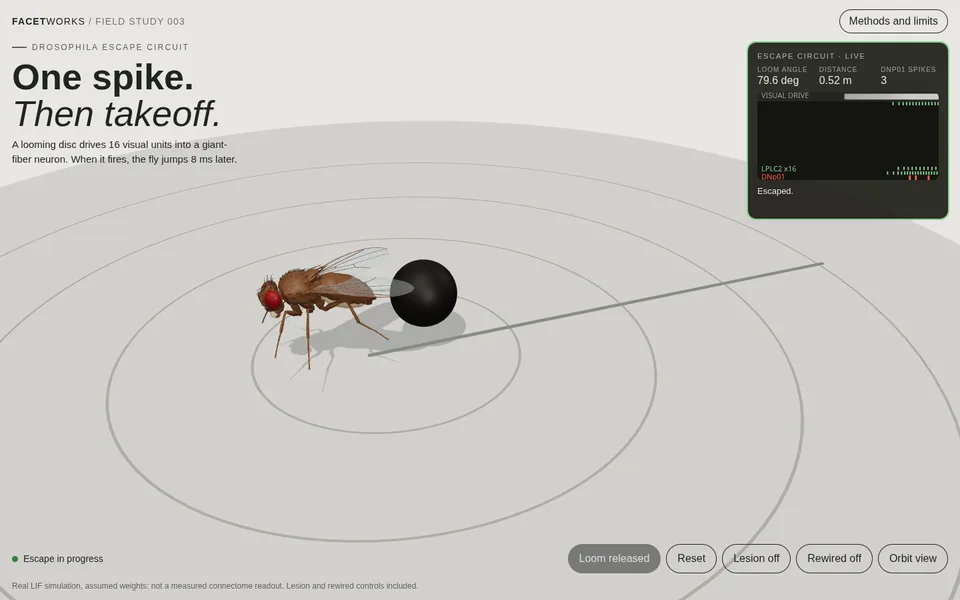 FACETWORKS / FIELD STUDY 003
Methods and limits
DROSOPHILA ESCAPE CIRCUIT
One spike.
Then takeoff.
A looming disc drives 16 visual units into a giant-
fiber neuron. When it fires, the fly jumps 8 ms later.
ESCAPE CIRCUIT · LIVE
LOOM ANGLE DISTANCE DNP01 SPIKES
79.6 deg 0.52 m 3
VISUAL DRIVE
LPLC2 x16
DNp01
Escaped.
Escape in progress
Loom released
Reset
Lesion off
Rewired off
Orbit view
Real LIF simulation, assumed weights: not a measured connectome readout. Lesion and rewired controls included.